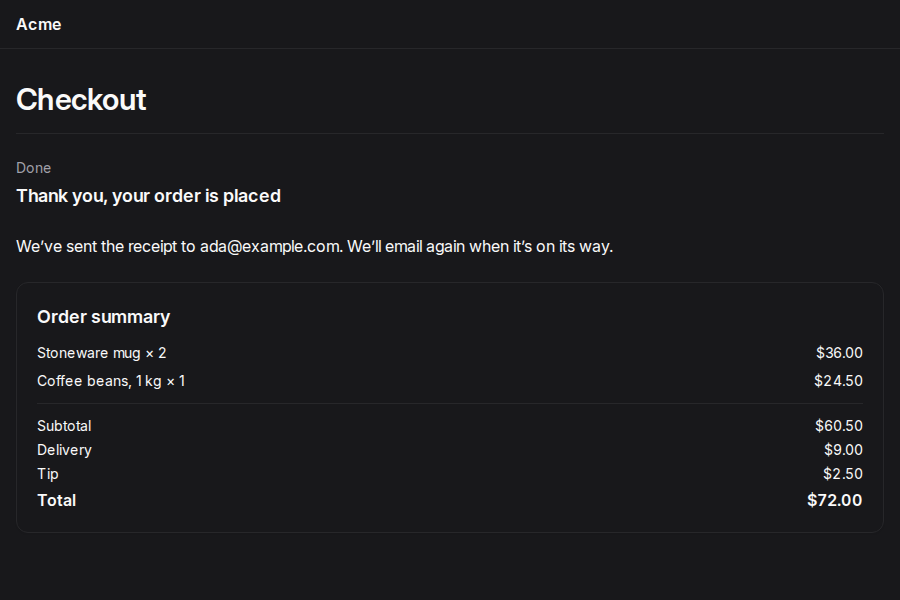 Acme
Checkout
Done
Thank you, your order is placed
We’ve sent the receipt to ada@example.com. We’ll email again when it’s on its way.
Order summary
Stoneware mug × 2 $36.00
Coffee beans, 1 kg × 1 $24.50
Subtotal $60.50
Delivery $9.00
Tip $2.50
Total $72.00